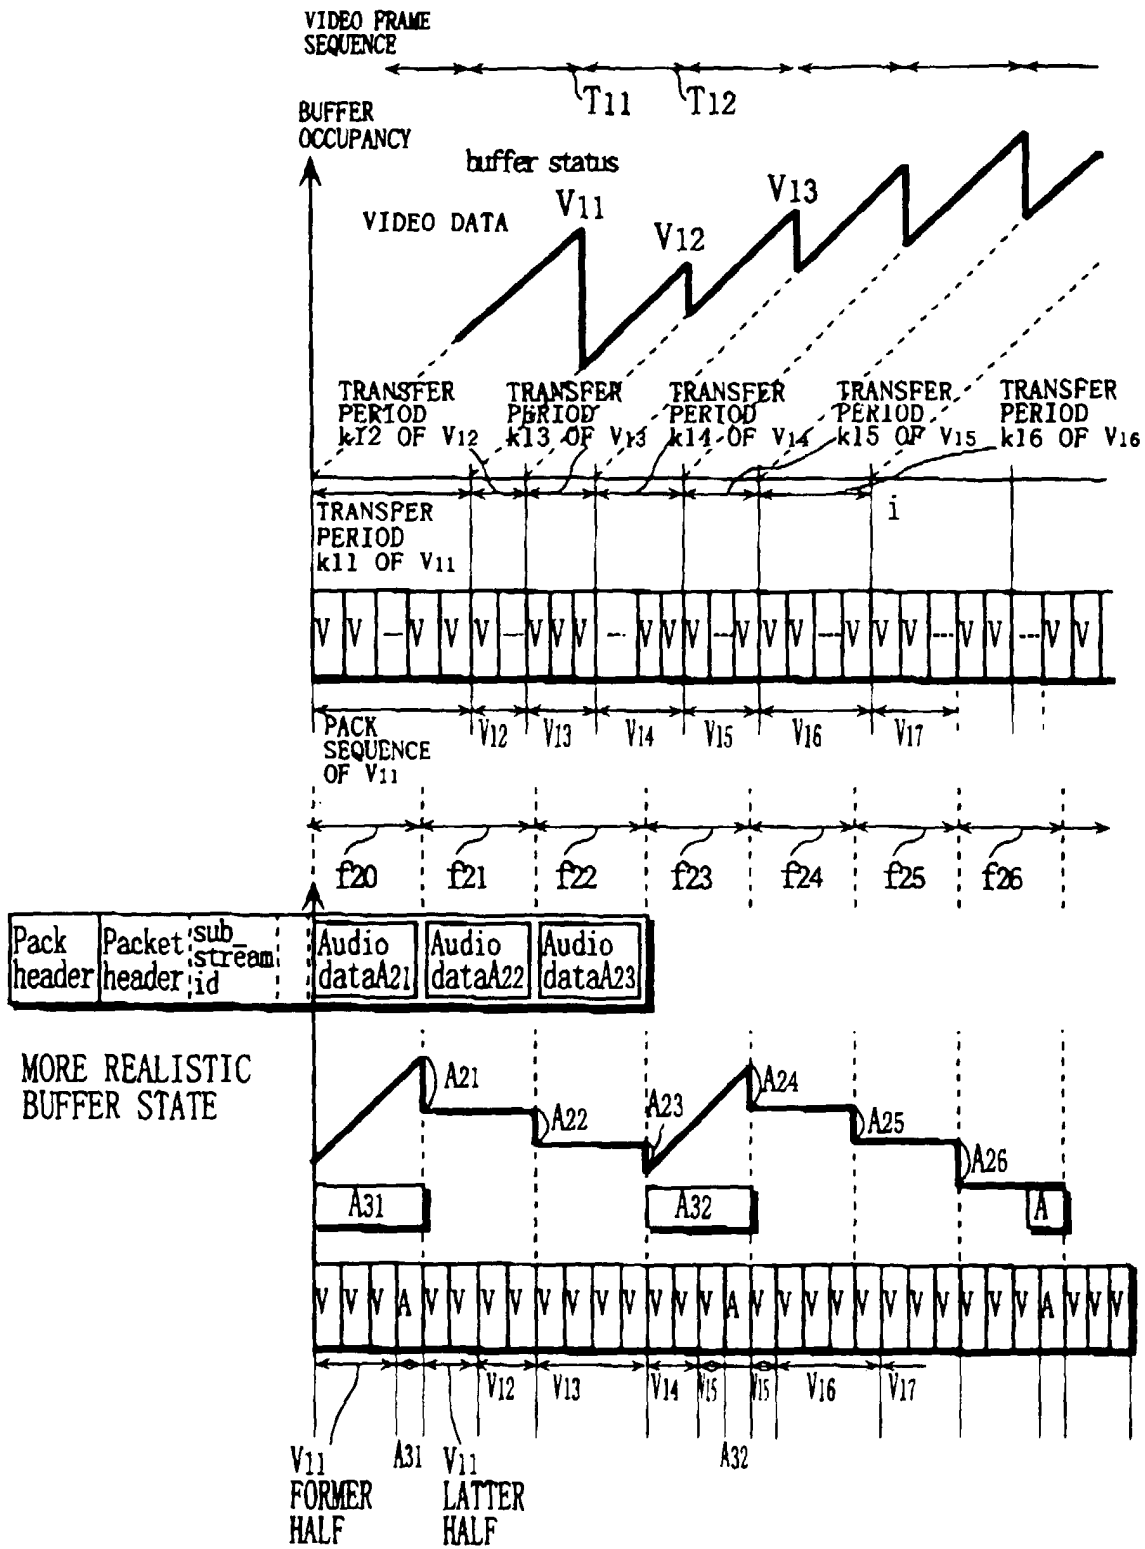 VIDEO PRAME
SEQUENCE
T11
T12
BUFFER
OCCUPANCY
buffer status
VIDEO DATA
V11
V12
V13
TRANSFER
PERIOD
k12 OF V12
TRANSFER
PERIOD
k13 OF V13
TRANSFER
PERIOD
k14 OF V14
TRANSFER
PERIOD
k15 OF V15
TRANSFER
PERIOD
k16 OF V16
TRANSFER
PERIOD
k11 OF V11
i
V V — V V V — V V V --- V V V --- V V --- V V V --- V V --- V V
PACK
SEQUENCE
OF V11
V12 V13 V14 V15 V16 V17
f20 f21 f22 f23 f24 f25 f26
Pack
header
Packet
header
sub_
stream
id
Audio
dataA21
Audio
dataA22
Audio
dataA23
MORE REALISTIC
BUFFER STATE
A21
A22
A23
A24
A25
A26
A31
A32
A
V V V A V V V V V V V V V V V A V V V V V V V V V V V A V V V
V12 V13 V14 V15 V15 V16 V17
V11
FORMER
HALF
A31
V11
LATTER
HALF
A32